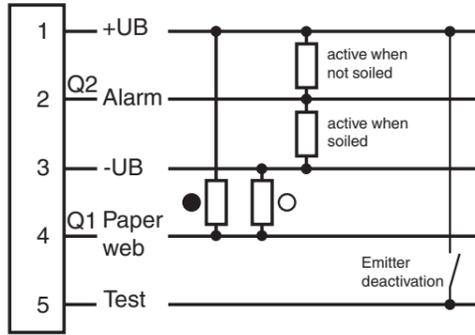 1 +UB
active when
not soiled
2 Q2 Alarm
active when
soiled
3 -UB
4 Q1 Paper
web
Emitter
deactivation
5 Test